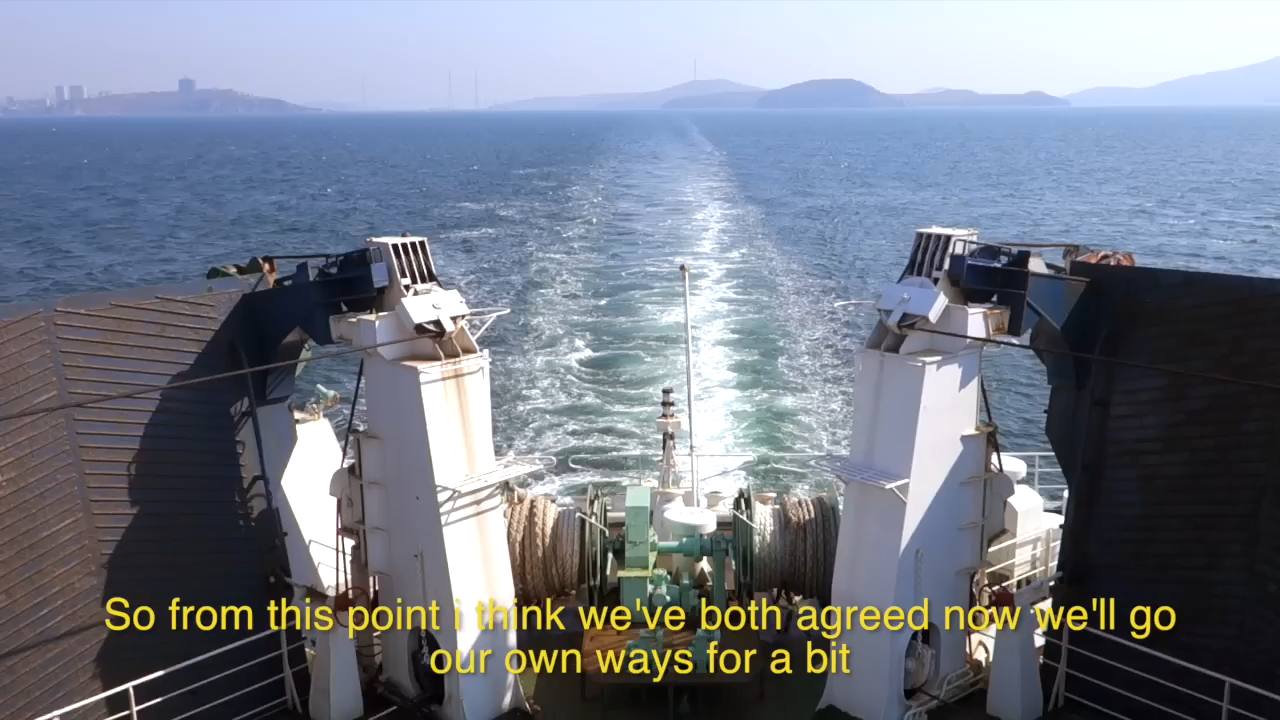 So from this point i think we've both agreed now we'll go
our own ways for a bit